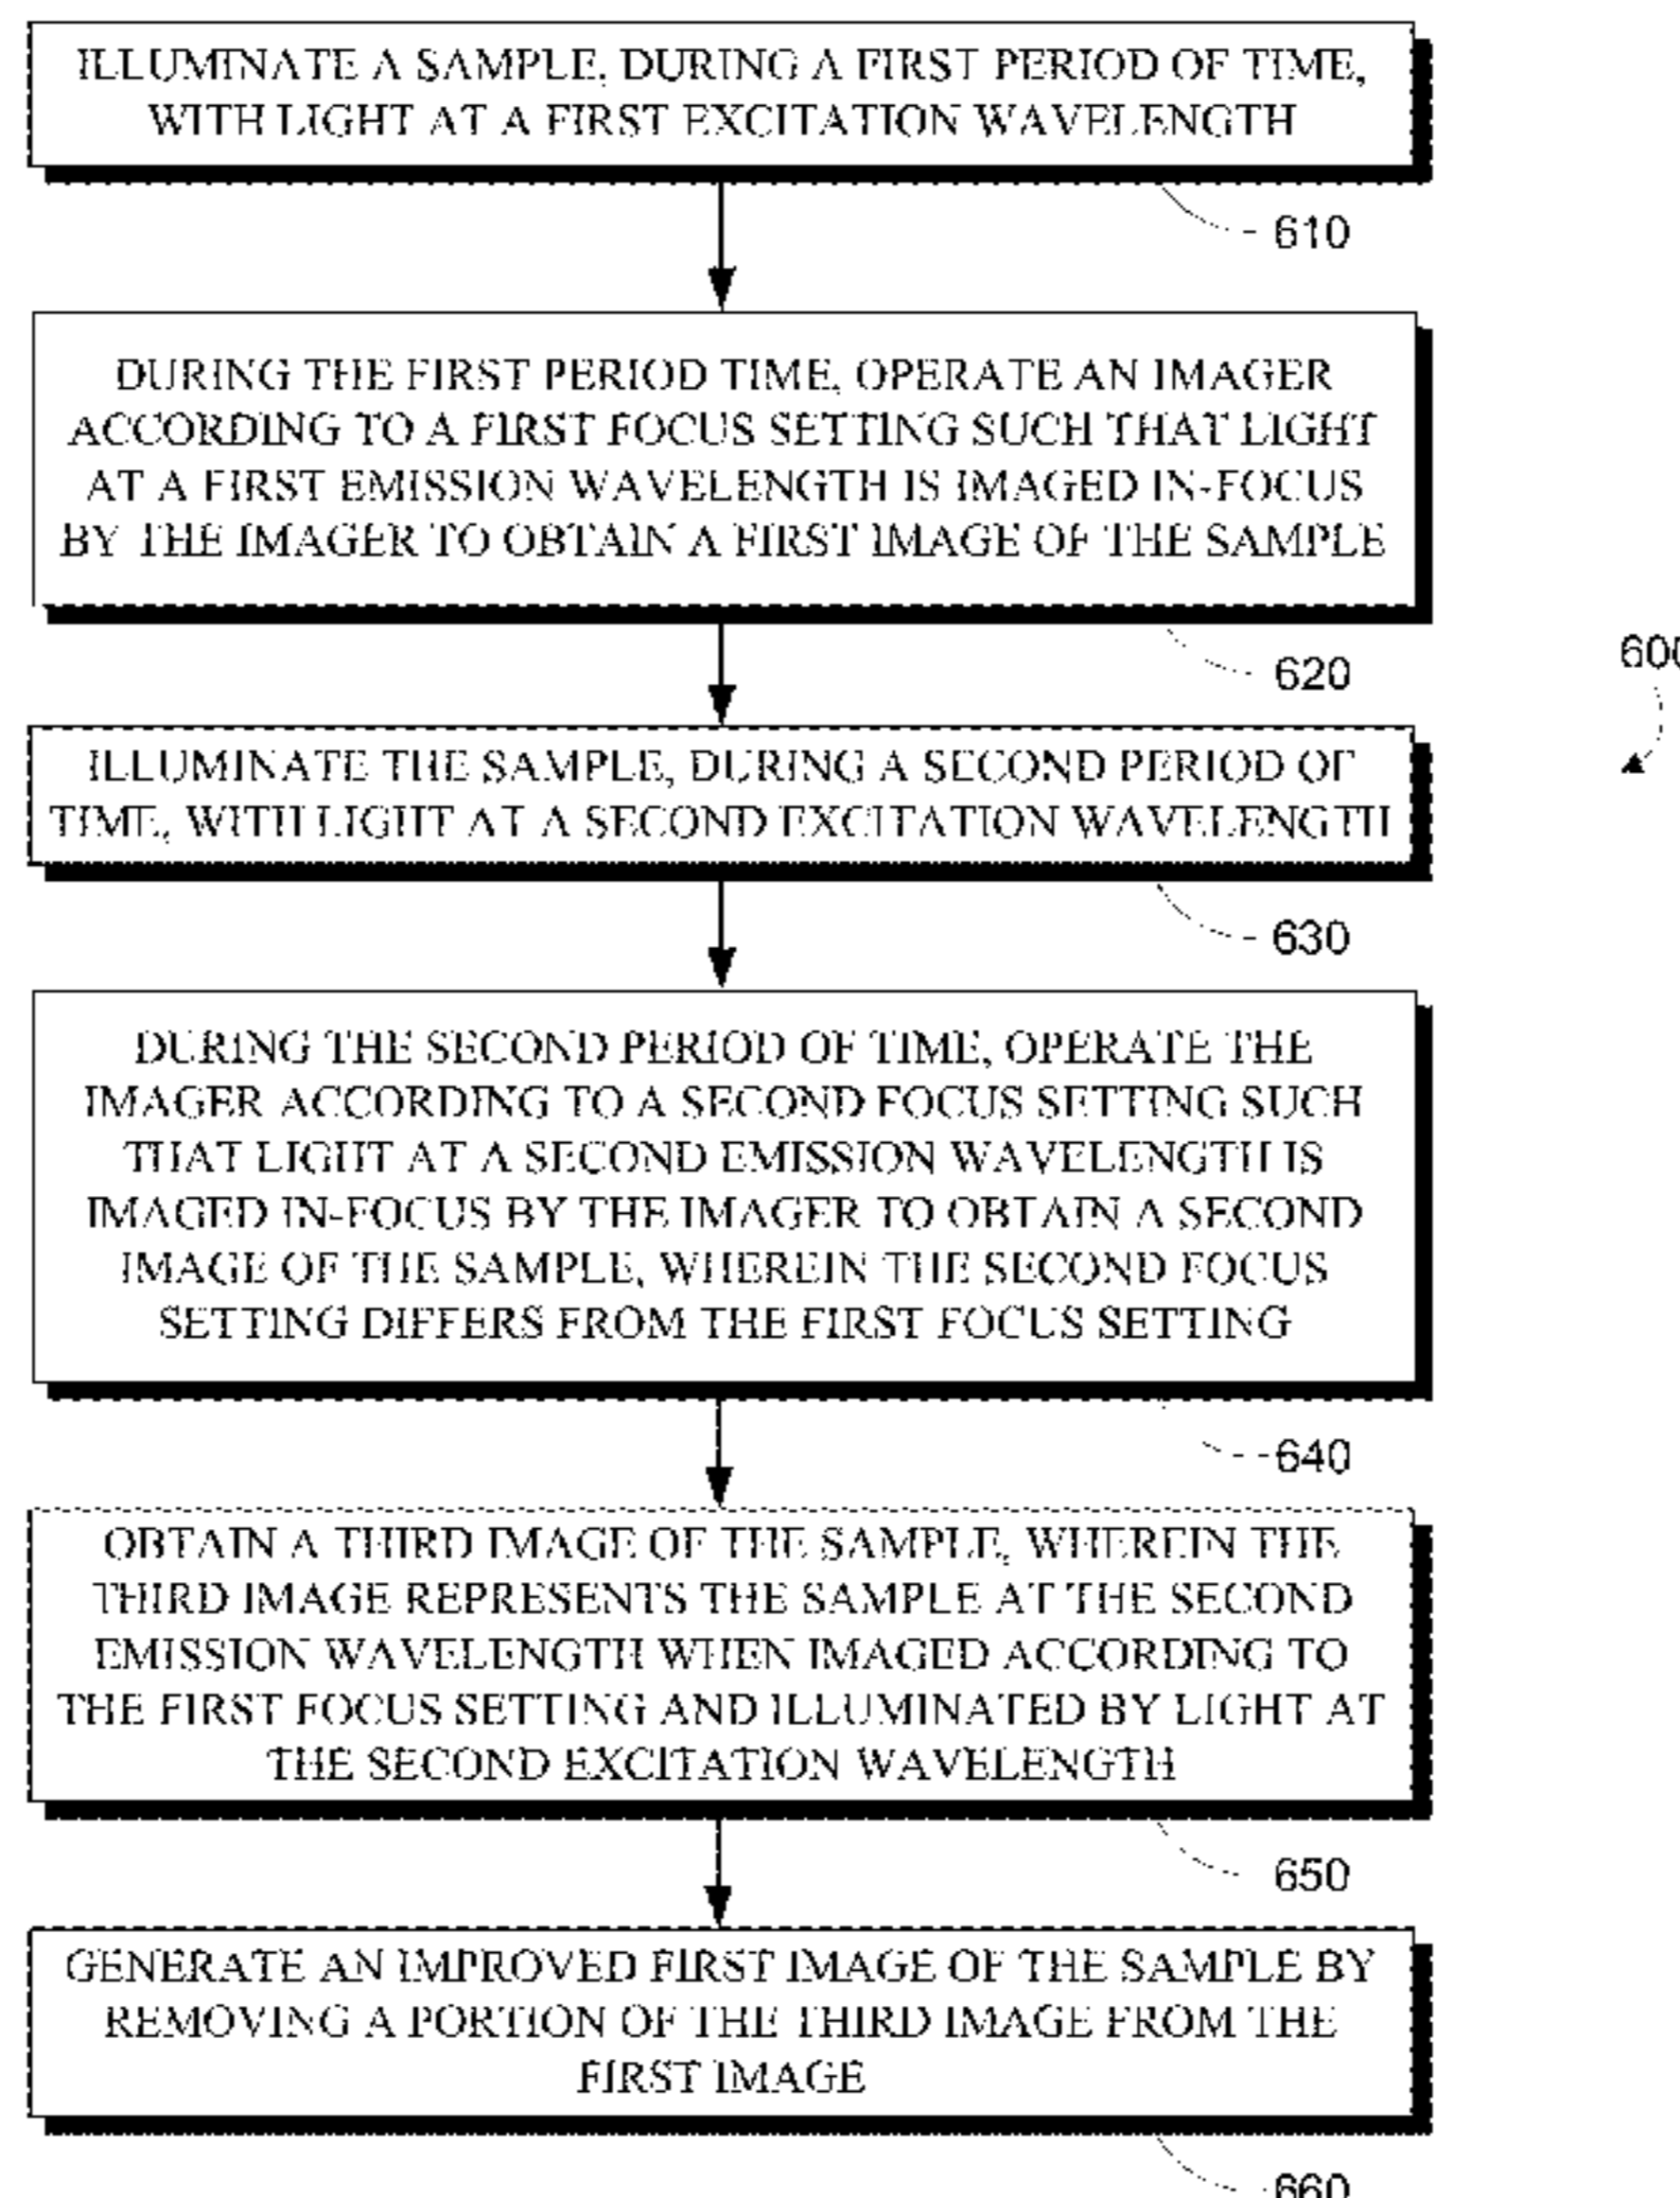 ILLUMINATE A SAMPLE, DURING A FIRST PERIOD OF TIME,
WITH LIGHT AT A FIRST EXCITATION WAVELENGTH
610
DURING THE FIRST PERIOD TIME, OPERATE AN IMAGER
ACCORDING TO A FIRST FOCUS SETTING SUCH THAT LIGHT
AT A FIRST EMISSION WAVELENGTH IS IMAGED IN-FOCUS
BY THE IMAGER TO OBTAIN A FIRST IMAGE OF THE SAMPLE
620
600
ILLUMINATE THE SAMPLE, DURING A SECOND PERIOD OF
TIME, WITH LIGHT AT A SECOND EXCITATION WAVELENGTH
630
DURING THE SECOND PERIOD OF TIME, OPERATE THE
IMAGER ACCORDING TO A SECOND FOCUS SETTING SUCH
THAT LIGHT AT A SECOND EMISSION WAVELENGTH IS
IMAGED IN-FOCUS BY THE IMAGER TO OBTAIN A SECOND
IMAGE OF THE SAMPLE, WHEREIN THE SECOND FOCUS
SETTING DIFFERS FROM THE FIRST FOCUS SETTING
640
OBTAIN A THIRD IMAGE OF THE SAMPLE, WHEREIN THE
THIRD IMAGE REPRESENTS THE SAMPLE AT THE SECOND
EMISSION WAVELENGTH WHEN IMAGED ACCORDING TO
THE FIRST FOCUS SETTING AND ILLUMINATED BY LIGHT AT
THE SECOND EXCITATION WAVELENGTH
650
GENERATE AN IMPROVED FIRST IMAGE OF THE SAMPLE BY
REMOVING A PORTION OF THE THIRD IMAGE FROM THE
FIRST IMAGE
660